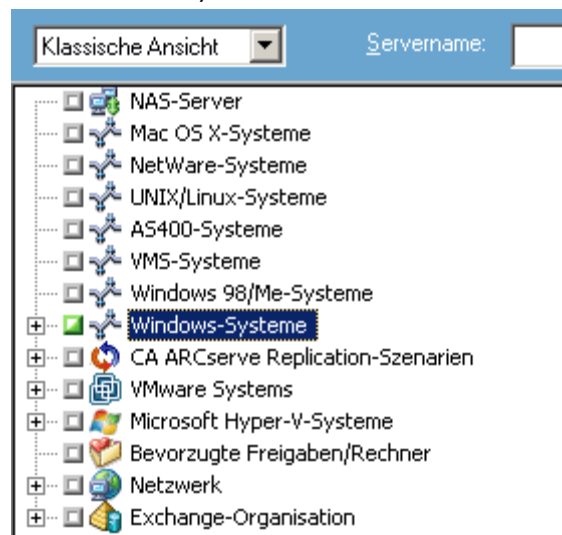 Klassische Ansicht Servername:
NAS-Server
Mac OS X-Systeme
NetWare-Systeme
UNIX/Linux-Systeme
AS400-Systeme
VMS-Systeme
Windows 98/Me-Systeme
Windows-Systeme
CA ARCserve Replication-Szenarien
VMware Systems
Microsoft Hyper-V-Systeme
Bevorzugte Freigaben/Rechner
Netzwerk
Exchange-Organisation